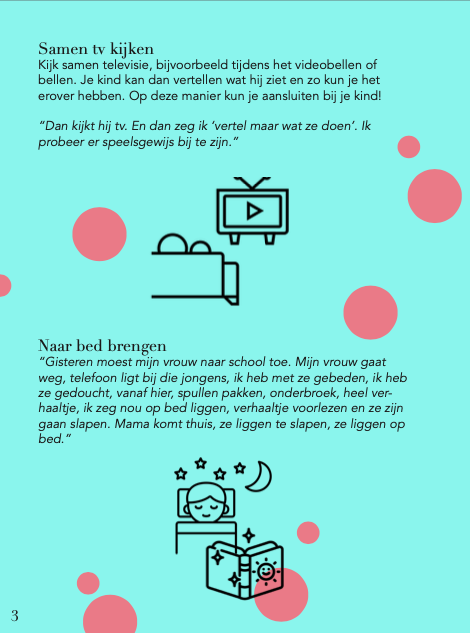 Samen tv kijken
Kijk samen televisie, bijvoorbeeld tijdens het videobellen of
bellen. Je kind kan dan vertellen wat hij ziet en zo kun je het
erover hebben. Op deze manier kun je aansluiten bij je kind!
“Dan kijkt hij tv. En dan zeg ik ‘vertel maar wat ze doen’. Ik
probeer er speelsgewijs bij te zijn.”
Naar bed brengen
“Gisteren moest mijn vrouw naar school toe. Mijn vrouw gaat
weg, telefoon ligt bij die jongens, ik heb met ze gebeden, ik heb
ze gedoucht, vanaf hier, spullen pakken, onderbroek, heel ver-
haaltje, ik zeg nou op bed liggen, verhaaltje voorlezen en ze zijn
gaan slapen. Mama komt thuis, ze liggen te slapen, ze liggen op
bed.”
3